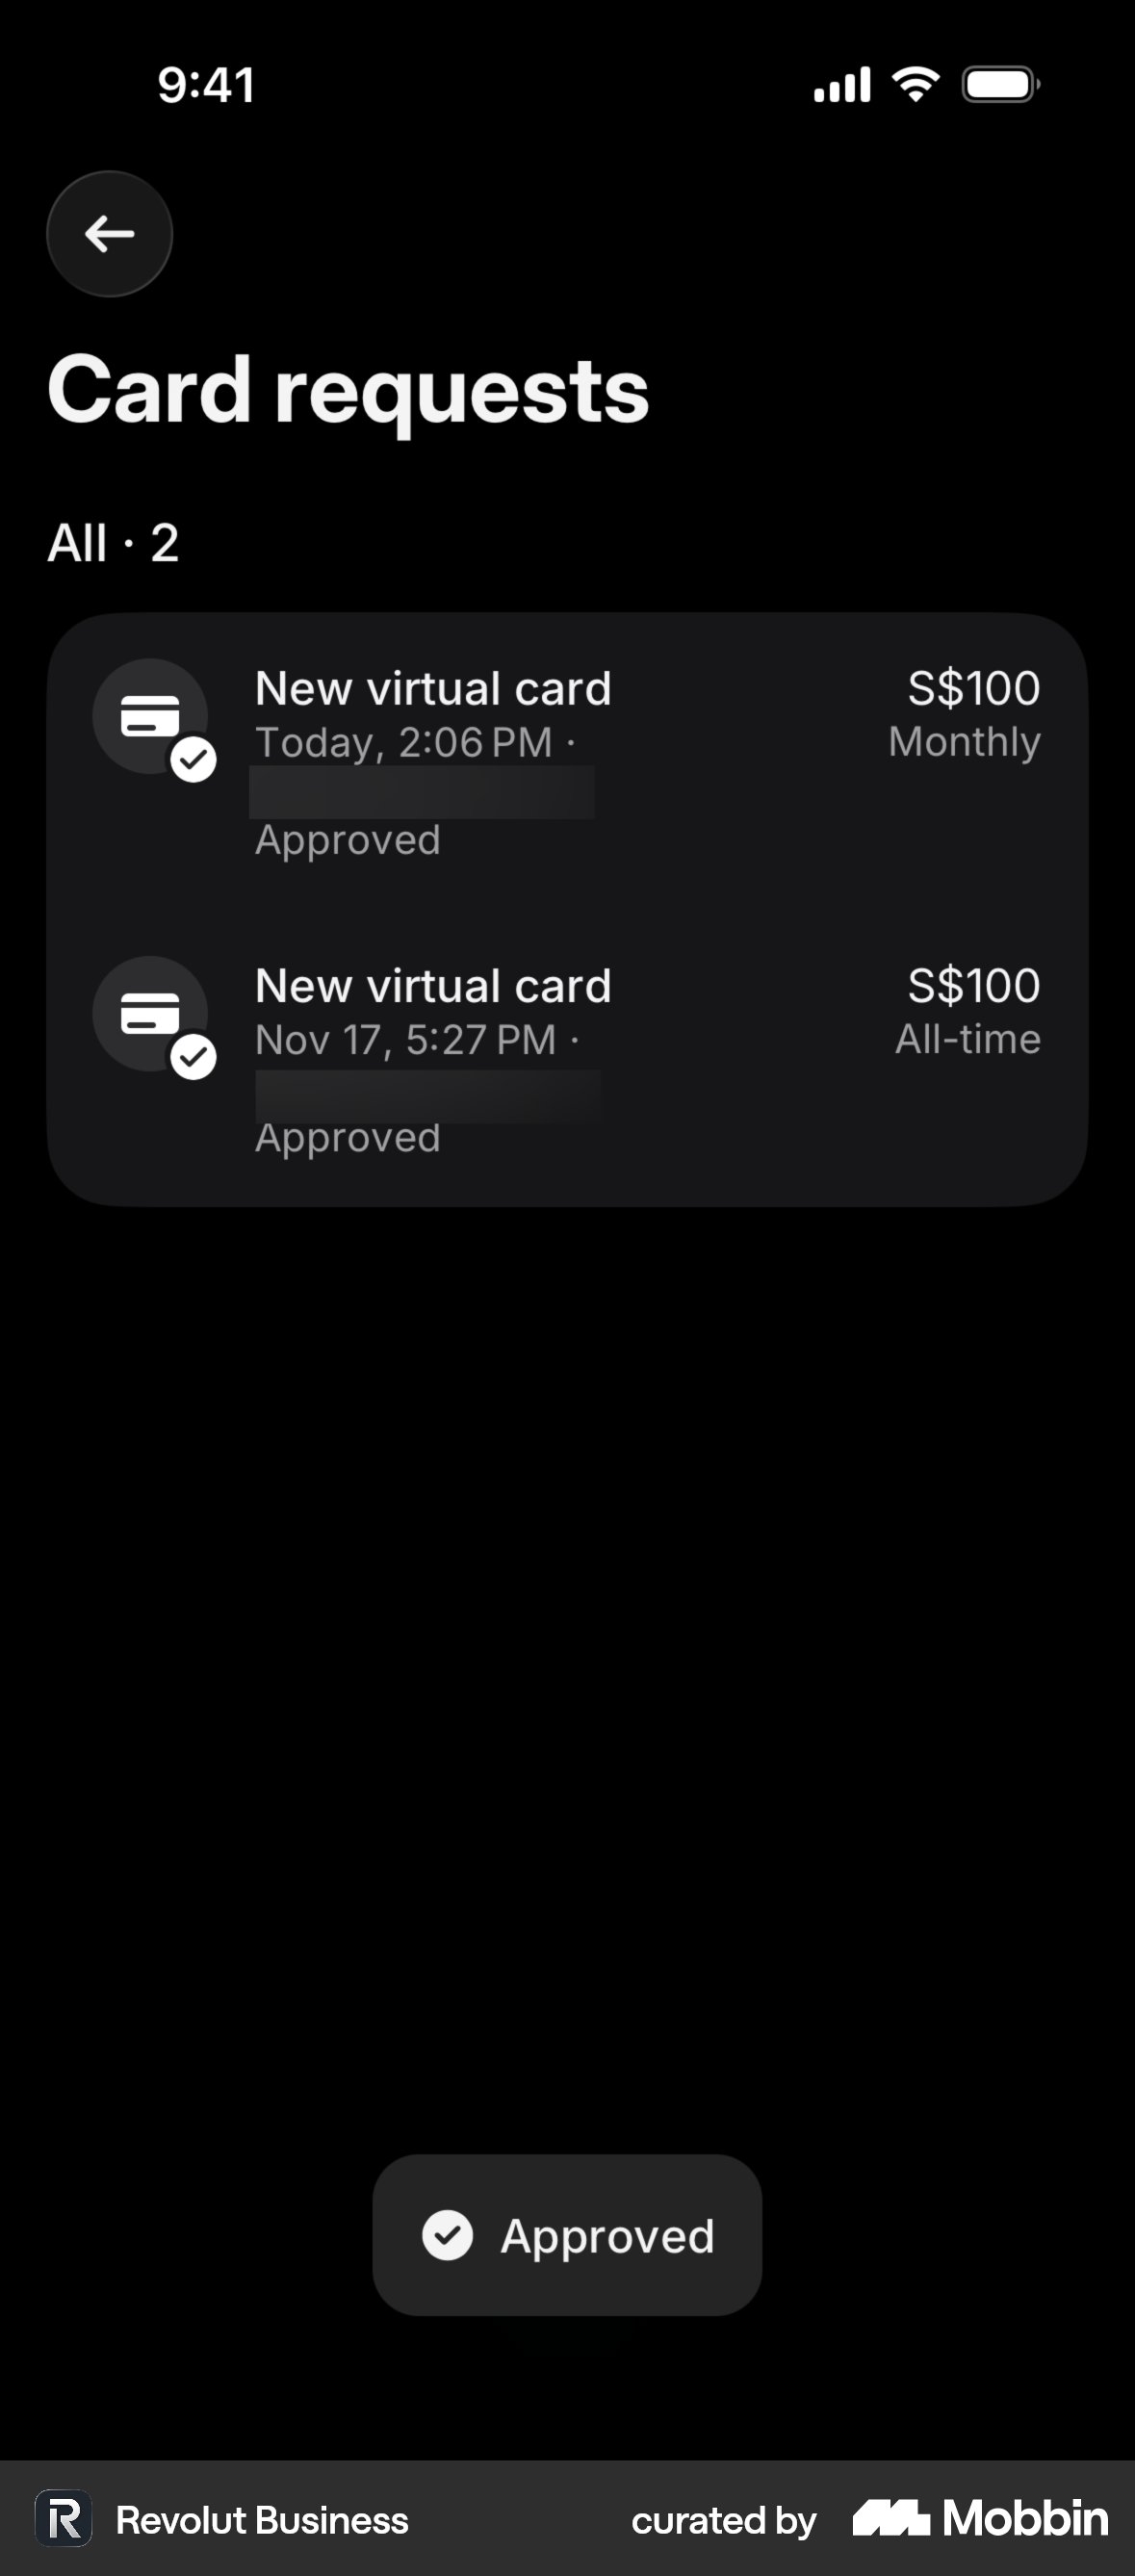 9:41
Card requests
All · 2
New virtual card
S$100
Today, 2:06 PM ·
Monthly
Approved
New virtual card
S$100
Nov 17, 5:27 PM ·
All-time
Approved
Approved
Revolut Business
curated by Mobbin